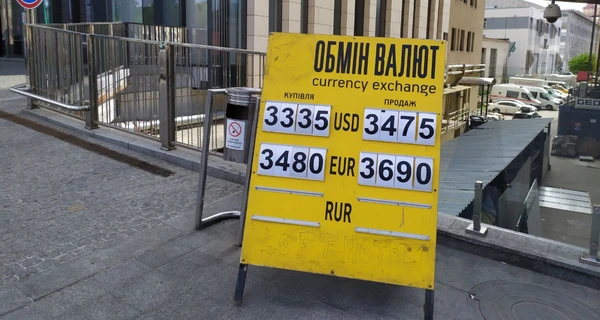 ОБМІН ВАЛЮТ
currency exchange
КУПІВЛЯ ПРОДАЖ
3335 USD 3475
3480 EUR 3690
RUR